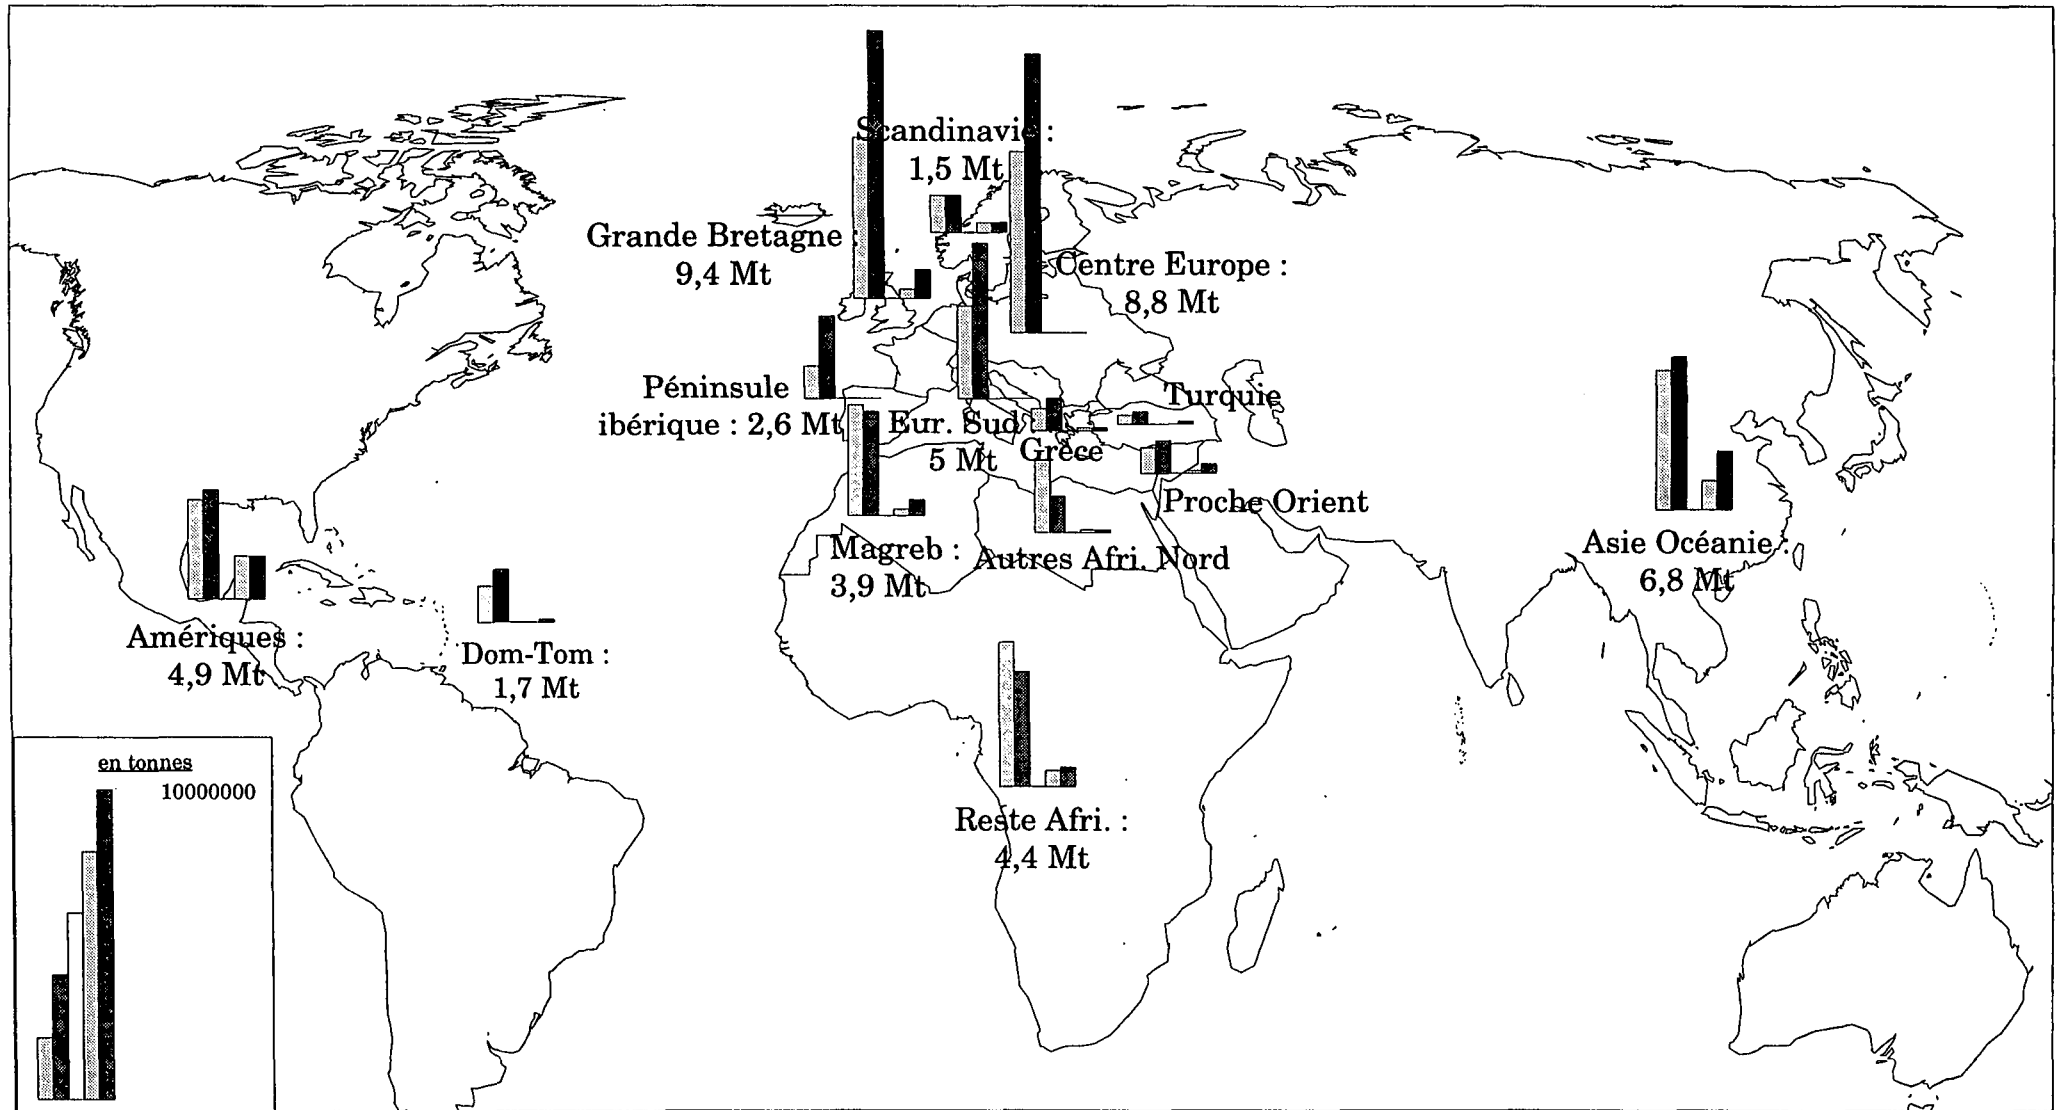 Scandinavie :
1,5 Mt
Grande Bretagne :
9,4 Mt
Centre Europe :
8,8 Mt
Péninsule
ibérique : 2,6 Mt
Eur. Sud :
5 Mt
Turquie
Grèce
Proche Orient
Magreb :
3,9 Mt
Autres Afri. Nord
Asie Océanie :
6,8 Mt
Amériques :
4,9 Mt
Dom-Tom :
1,7 Mt
Reste Afri. :
4,4 Mt
en tonnes
10000000